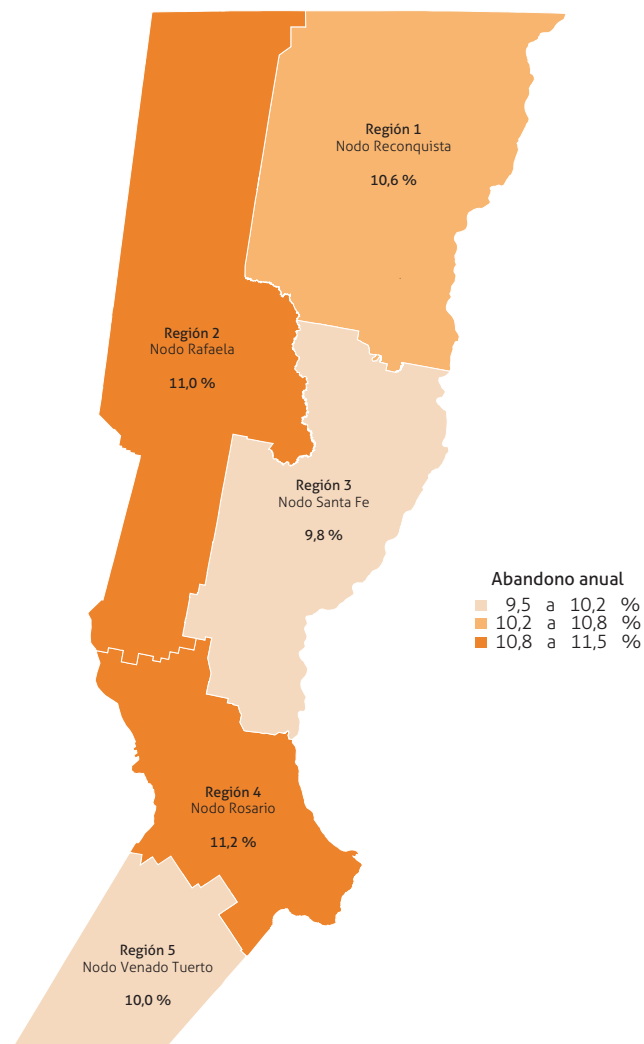 Región 1
Nodo Reconquista
10,6 %
Región 2
Nodo Rafaela
11,0 %
Región 3
Nodo Santa Fe
9,8 %
Abandono anual
9,5 a 10,2 %
10,2 a 10,8 %
10,8 a 11,5 %
Región 4
Nodo Rosario
11,2 %
Región 5
Nodo Venado Tuerto
10,0 %